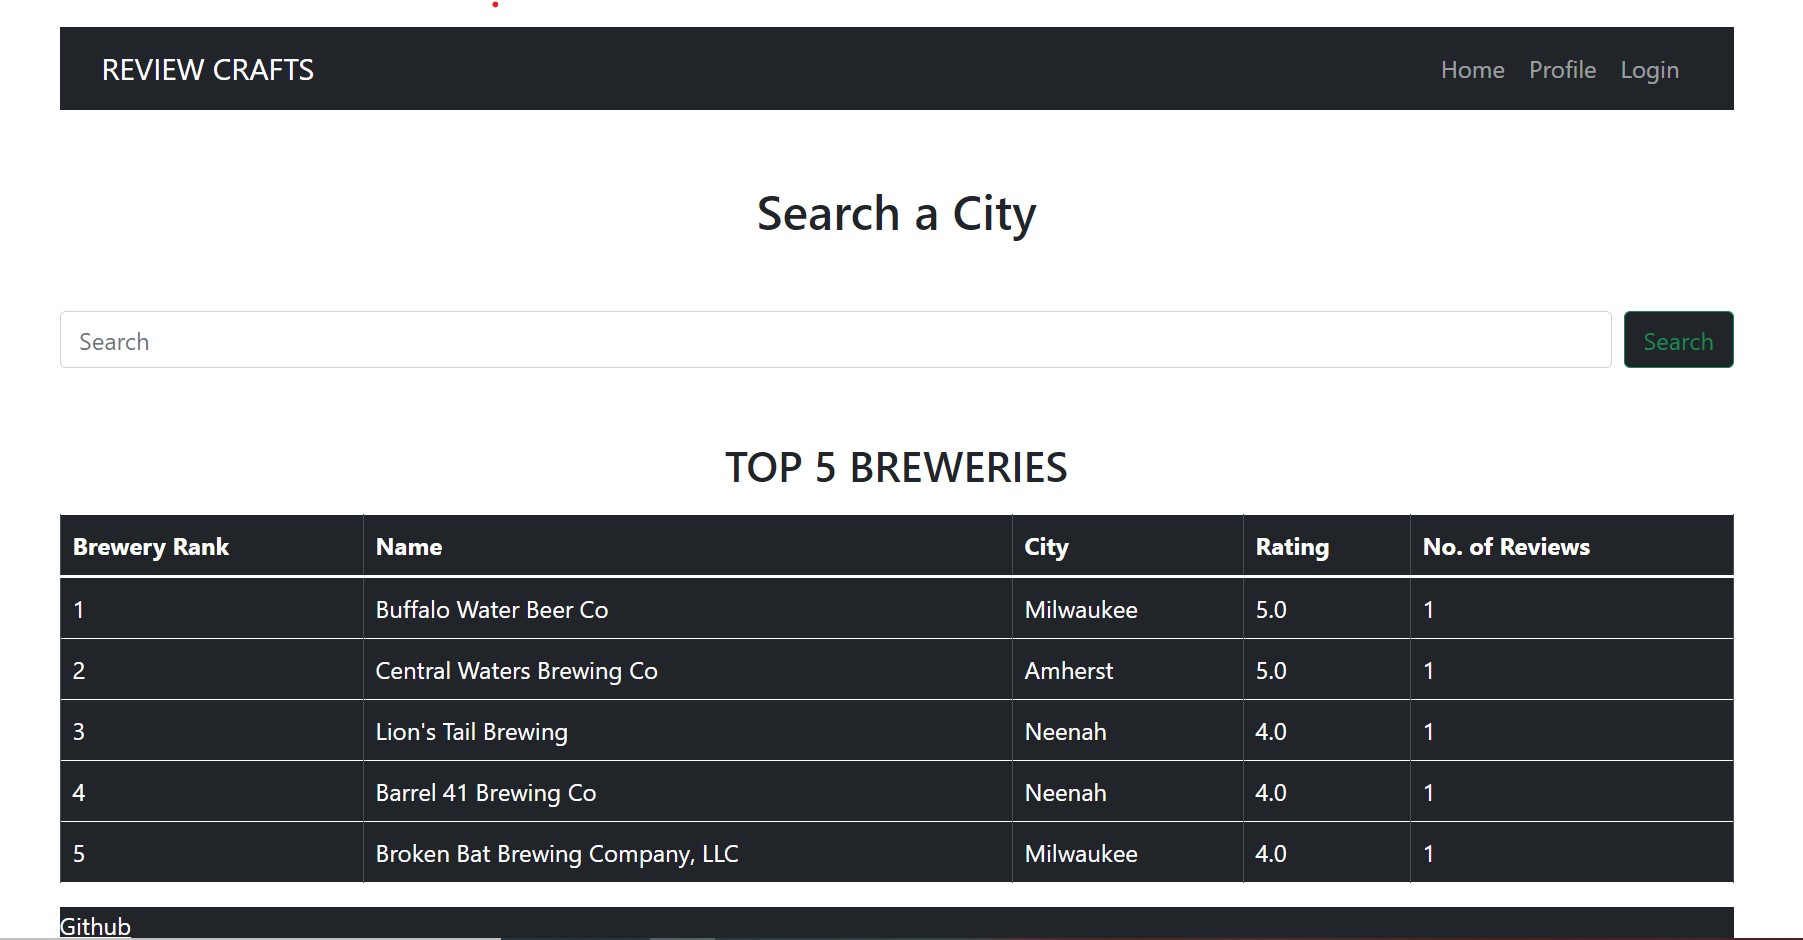 REVIEW CRAFTS Home Profile Login
Search a City
Search Search
TOP 5 BREWERIES
Brewery Rank Name City Rating No. of Reviews
1 Buffalo Water Beer Co Milwaukee 5.0 1
2 Central Waters Brewing Co Amherst 5.0 1
3 Lion's Tail Brewing Neenah 4.0 1
4 Barrel 41 Brewing Co Neenah 4.0 1
5 Broken Bat Brewing Company, LLC Milwaukee 4.0 1
Github